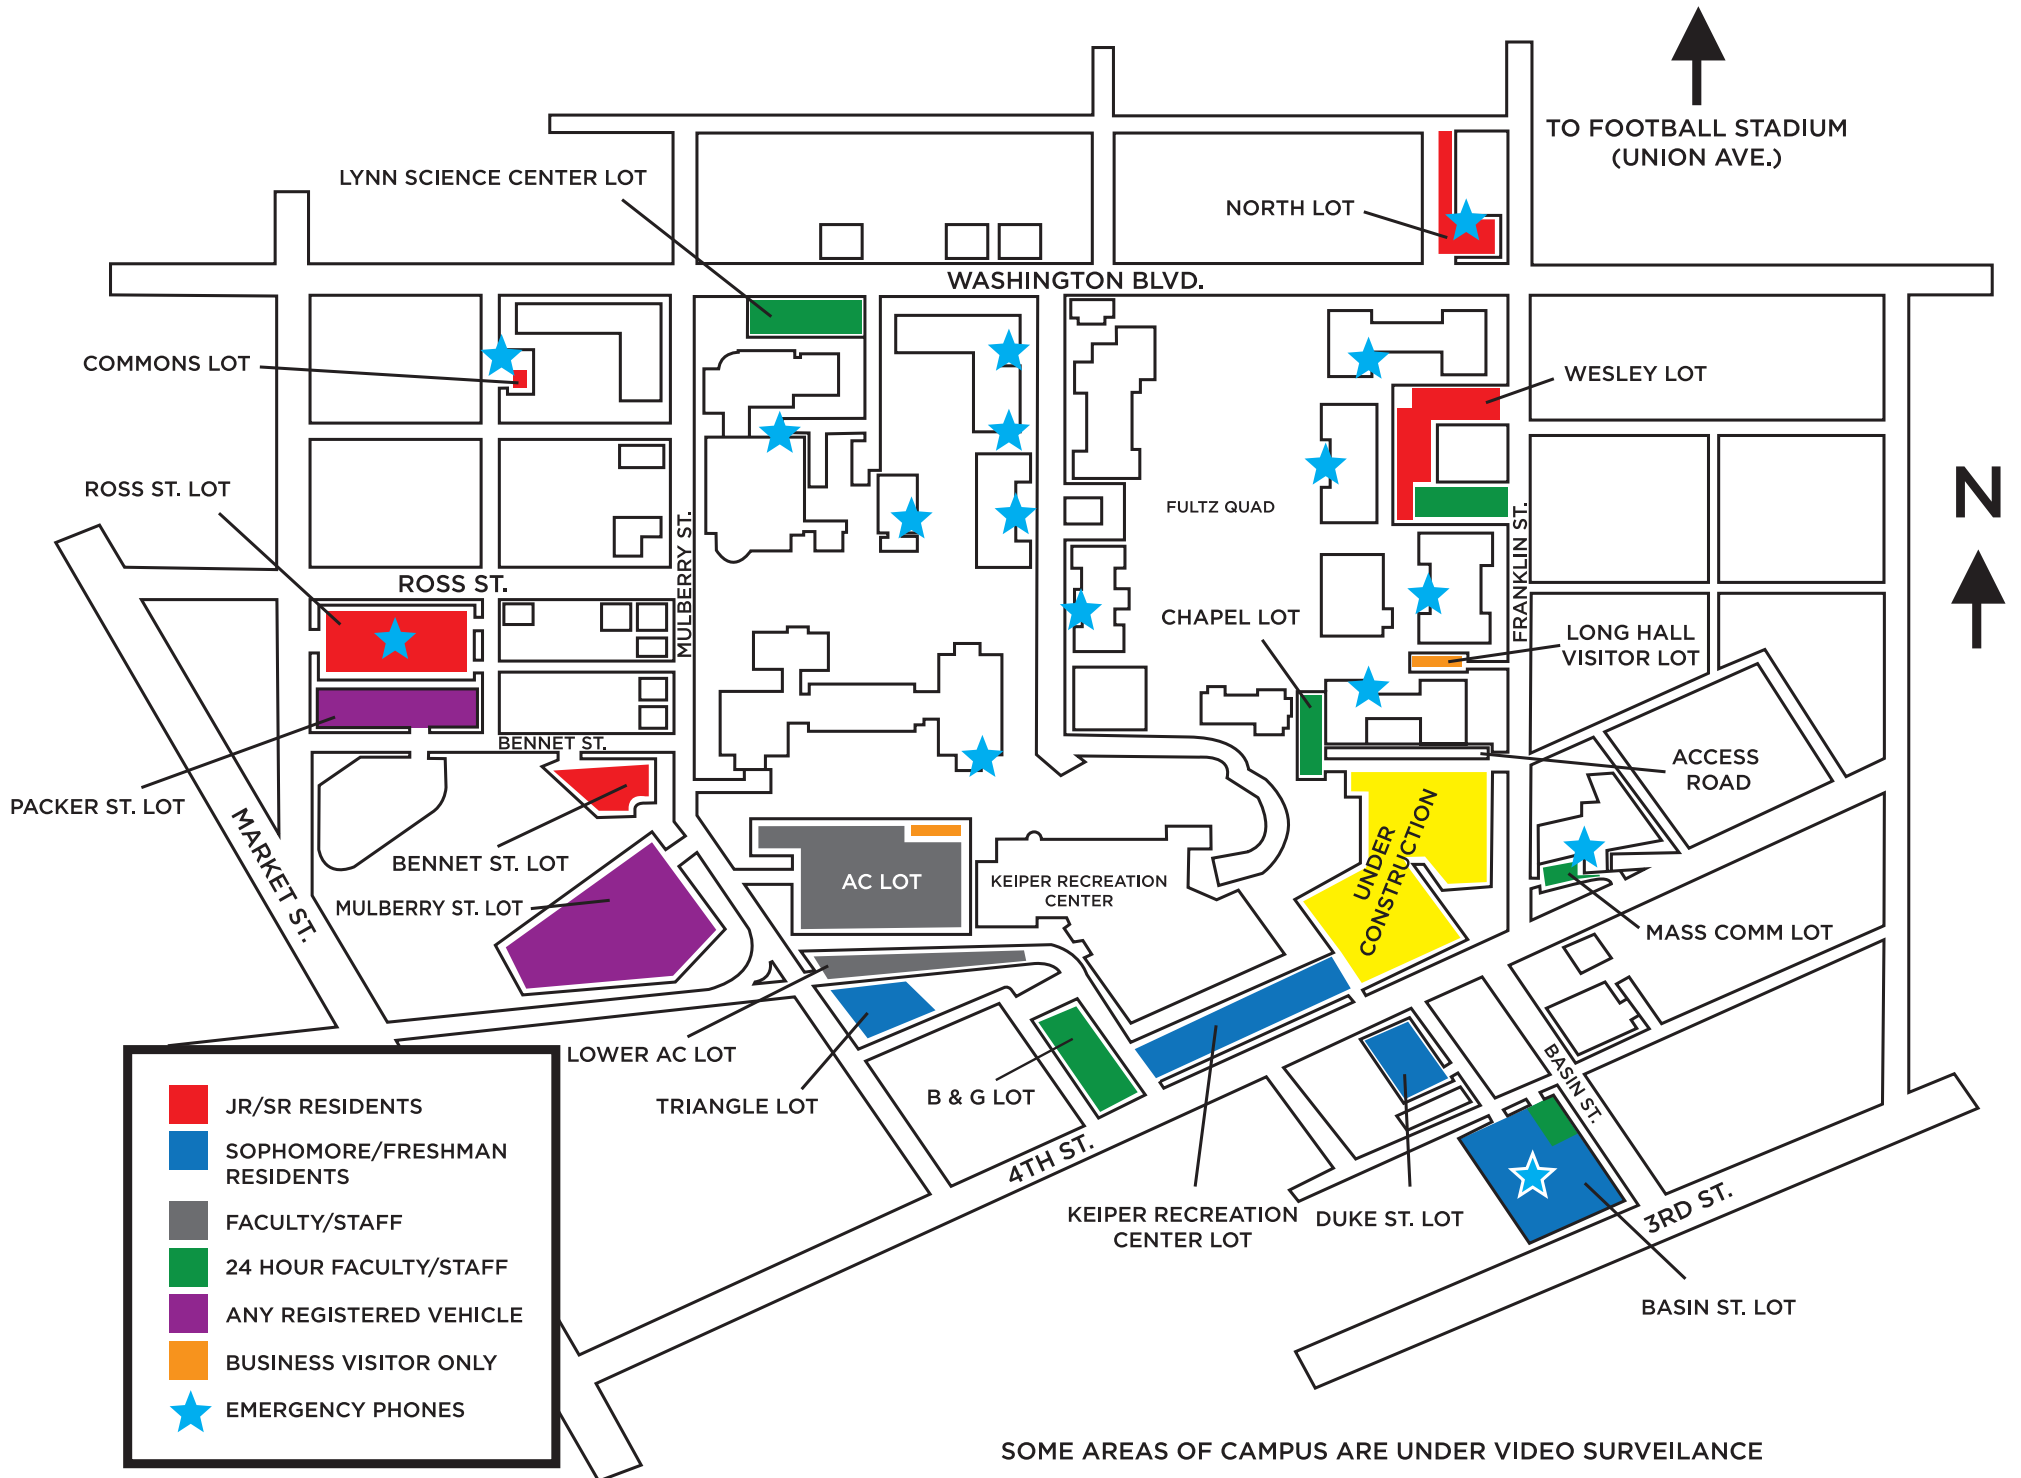 TO FOOTBALL STADIUM
(UNION AVE.)
LYNN SCIENCE CENTER LOT
NORTH LOT
WASHINGTON BLVD.
COMMONS LOT
WESLEY LOT
ROSS ST. LOT
N
FULTZ QUAD
MULBERRY ST.
FRANKLIN ST.
ROSS ST.
CHAPEL LOT
LONG HALL
VISITOR LOT
BENNET ST.
ACCESS
ROAD
PACKER ST. LOT
MARKET ST.
BENNET ST. LOT
UNDER
CONSTRUCTION
AC LOT
KEIPER RECREATION
CENTER
MULBERRY ST. LOT
MASS COMM LOT
LOWER AC LOT
BASIN ST.
TRIANGLE LOT
B & G LOT
4TH ST.
KEIPER RECREATION
CENTER LOT
DUKE ST. LOT
3RD ST.
BASIN ST. LOT
JR/SR RESIDENTS
SOPHOMORE/FRESHMAN
RESIDENTS
FACULTY/STAFF
24 HOUR FACULTY/STAFF
ANY REGISTERED VEHICLE
BUSINESS VISITOR ONLY
EMERGENCY PHONES
SOME AREAS OF CAMPUS ARE UNDER VIDEO SURVEILANCE